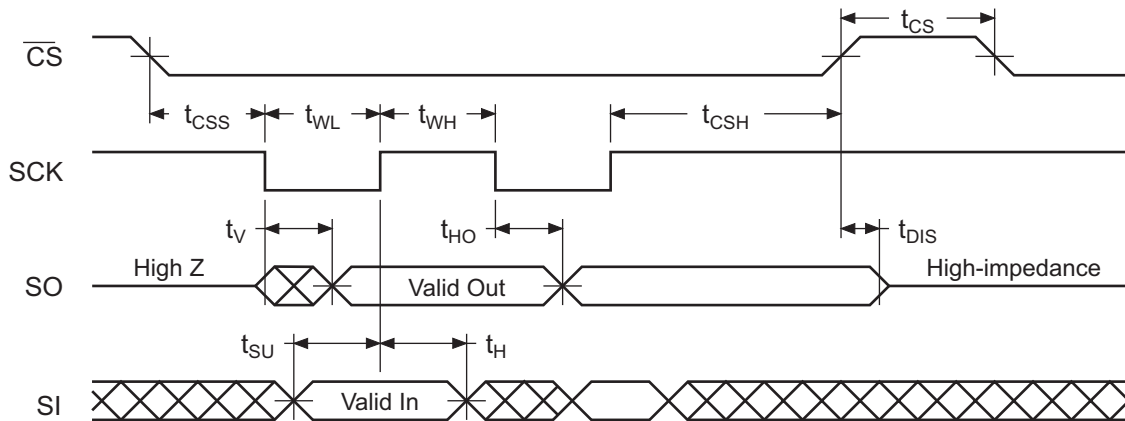 t_CS
C̅S̅
t_CSS t_WL t_WH t_CSH
SCK
t_V t_HO t_DIS
High Z Valid Out High-impedance
SO
t_SU t_H
SI Valid In